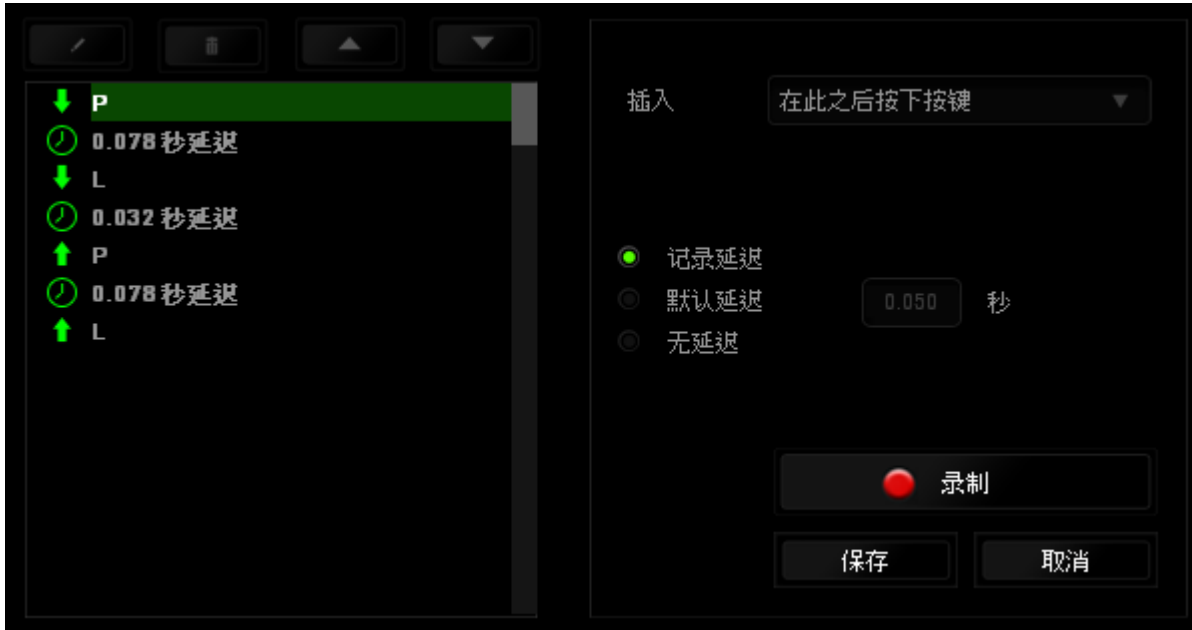 P
0.078 秒延迟
L
0.032 秒延迟
P
0.078 秒延迟
L
插入
在此之后按下按键
记录延迟
默认延迟
0.050 秒
无延迟
录制
保存
取消